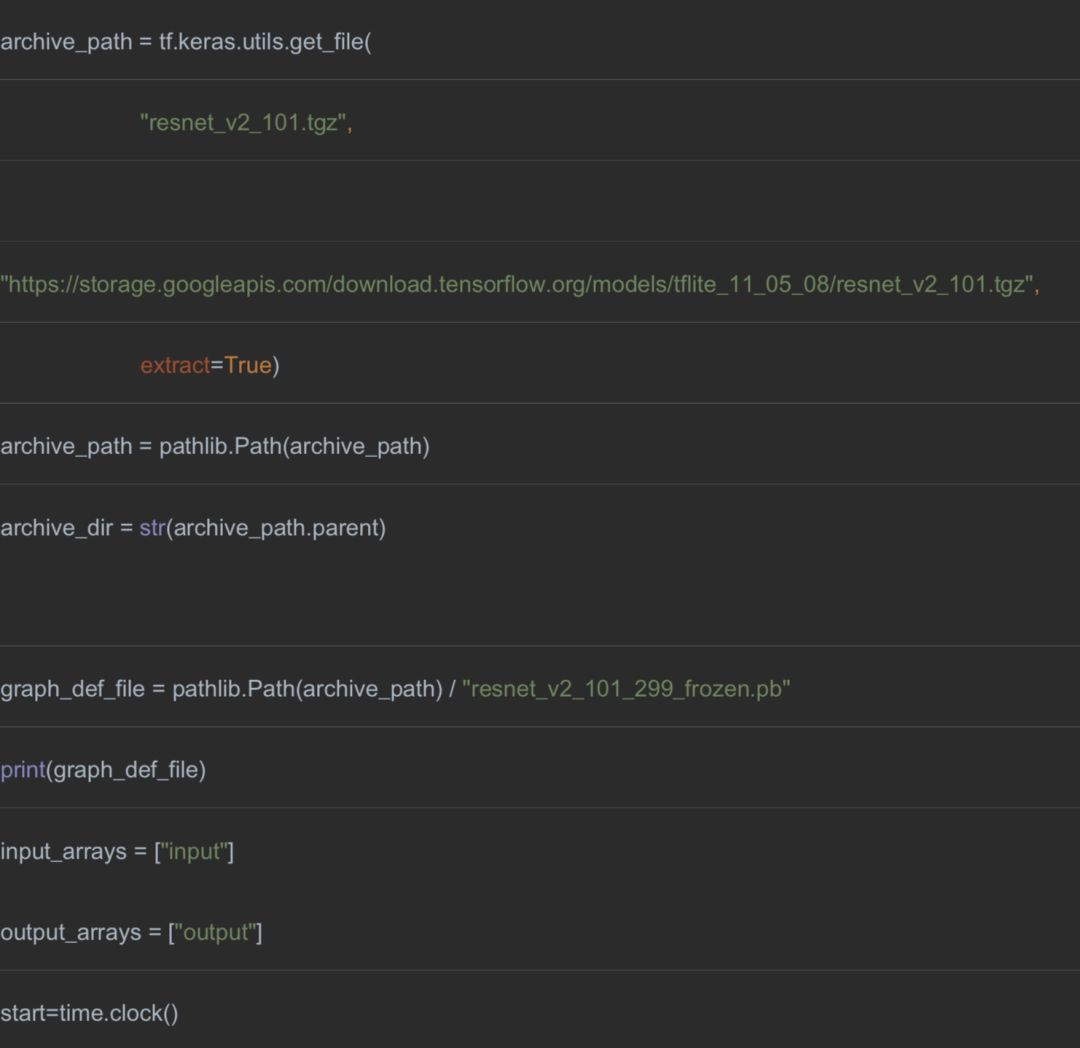 archive_path = tf.keras.utils.get_file(
"resnet_v2_101.tgz",
"https://storage.googleapis.com/download.tensorflow.org/models/tflite_11_05_08/resnet_v2_101.tgz",
extract=True)
archive_path = pathlib.Path(archive_path)
archive_dir = str(archive_path.parent)
graph_def_file = pathlib.Path(archive_path) / "resnet_v2_101_299_frozen.pb"
print(graph_def_file)
input_arrays = ["input"]
output_arrays = ["output"]
start=time.clock()